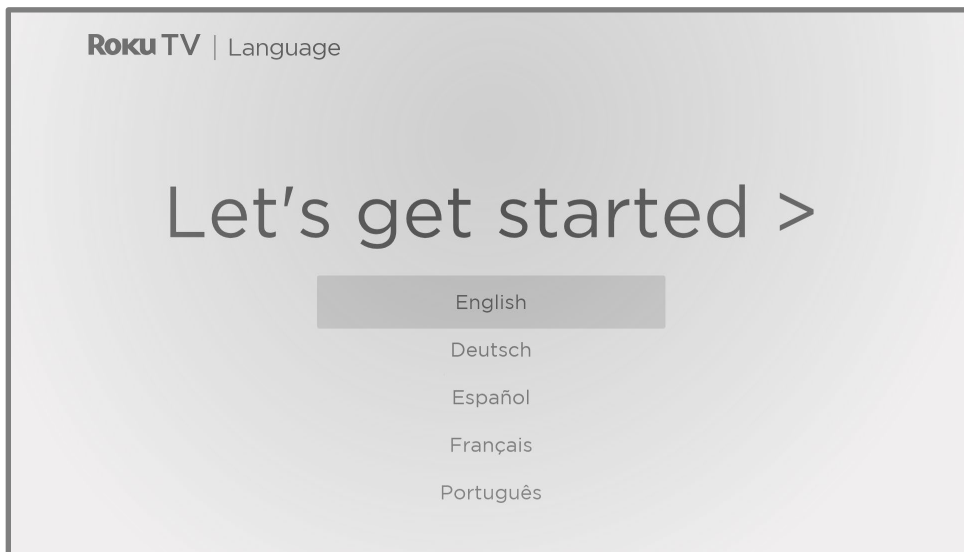 Roku TV | Language
Let's get started >
English
Deutsch
Español
Français
Português